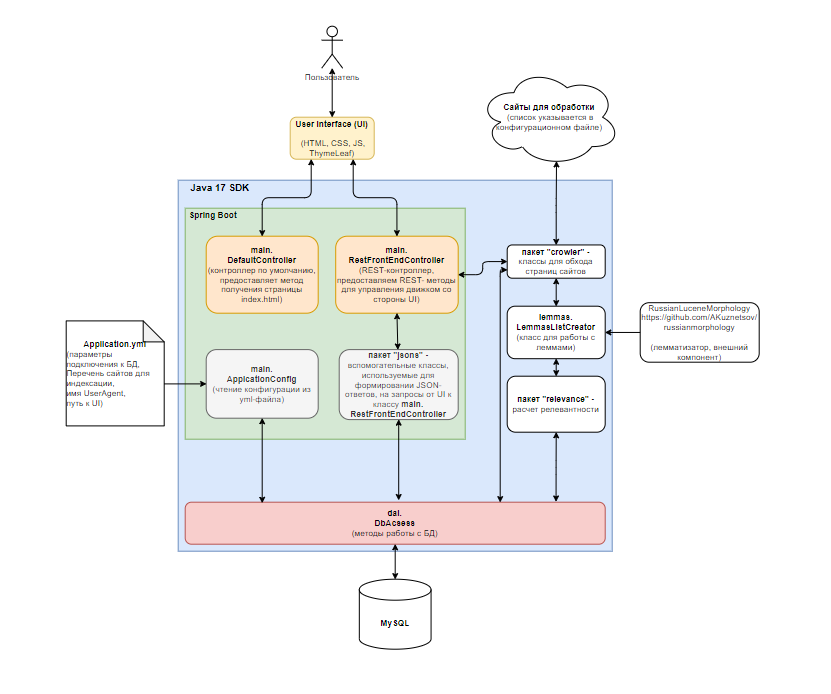 Пользователь
User Interface (UI)
(HTML, CSS, JS,
ThymeLeaf)
Сайты для обработки
(список указывается в
конфигурационном файле)
Java 17 SDK
Spring Boot
main.
DefaultController
(контроллер по умолчанию,
предоставляет метод
получения страницы
index.html)
main.
RestFrontEndController
(REST-контроллер,
предоставляем REST- методы
для управления движком со
стороны UI)
пакет "crowler" -
классы для обхода
страниц сайтов
lemmas.
LemmasListCreator
(класс для работы с
леммами)
RussianLuceneMorphology
https://github.com/AKuznetsov/
russianmorphology
(лемматизатор, внешний
компонент)
Application.yml
(параметры
подключения к БД,
Перечень сайтов для
индексации,
имя UserAgent,
путь к UI)
main.
ApplcationConfig
(чтение конфигурации из
yml-файла)
пакет "jsons" -
вспомогательные классы,
используемые для
формировании JSON-
ответов, на запросы от UI к
классу main.
RestFrontEndController
пакет "relevance" -
расчет релевантности
dal.
DbAcsess
(методы работы с БД)
MySQL